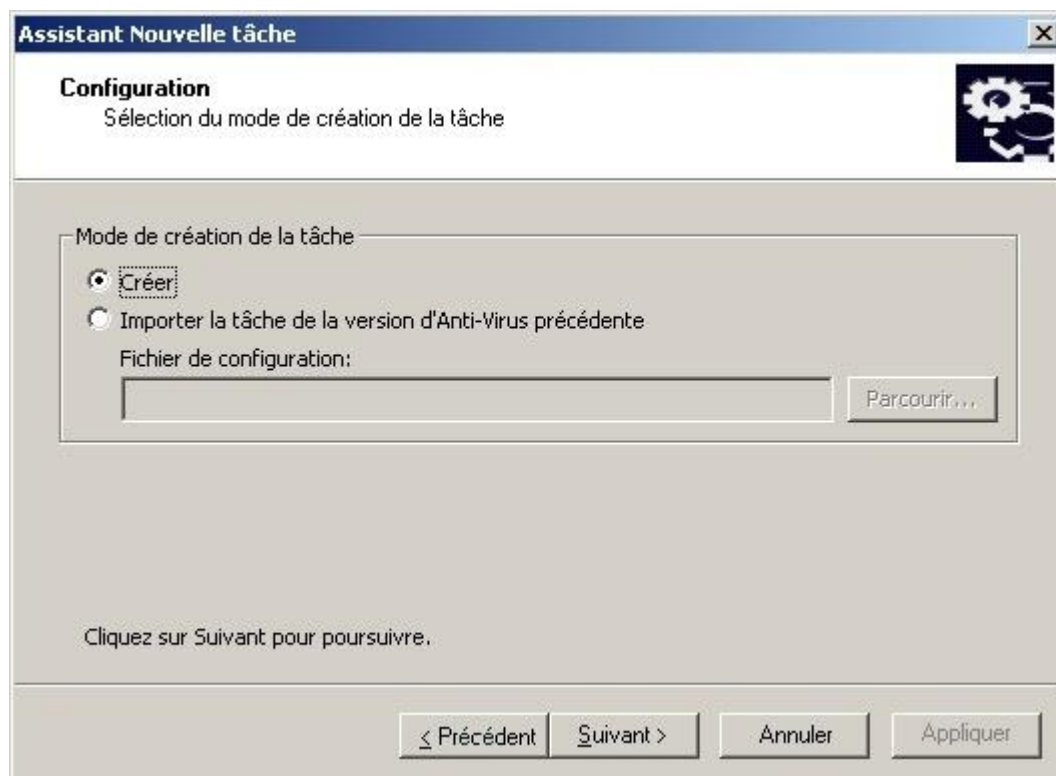 Assistant Nouvelle tâche
Configuration
Sélection du mode de création de la tâche
Mode de création de la tâche
Créer
Importer la tâche de la version d'Anti-Virus précédente
Fichier de configuration:
Parcourir...
Cliquez sur Suivant pour poursuivre.
< Précédent Suivant > Annuler Appliquer